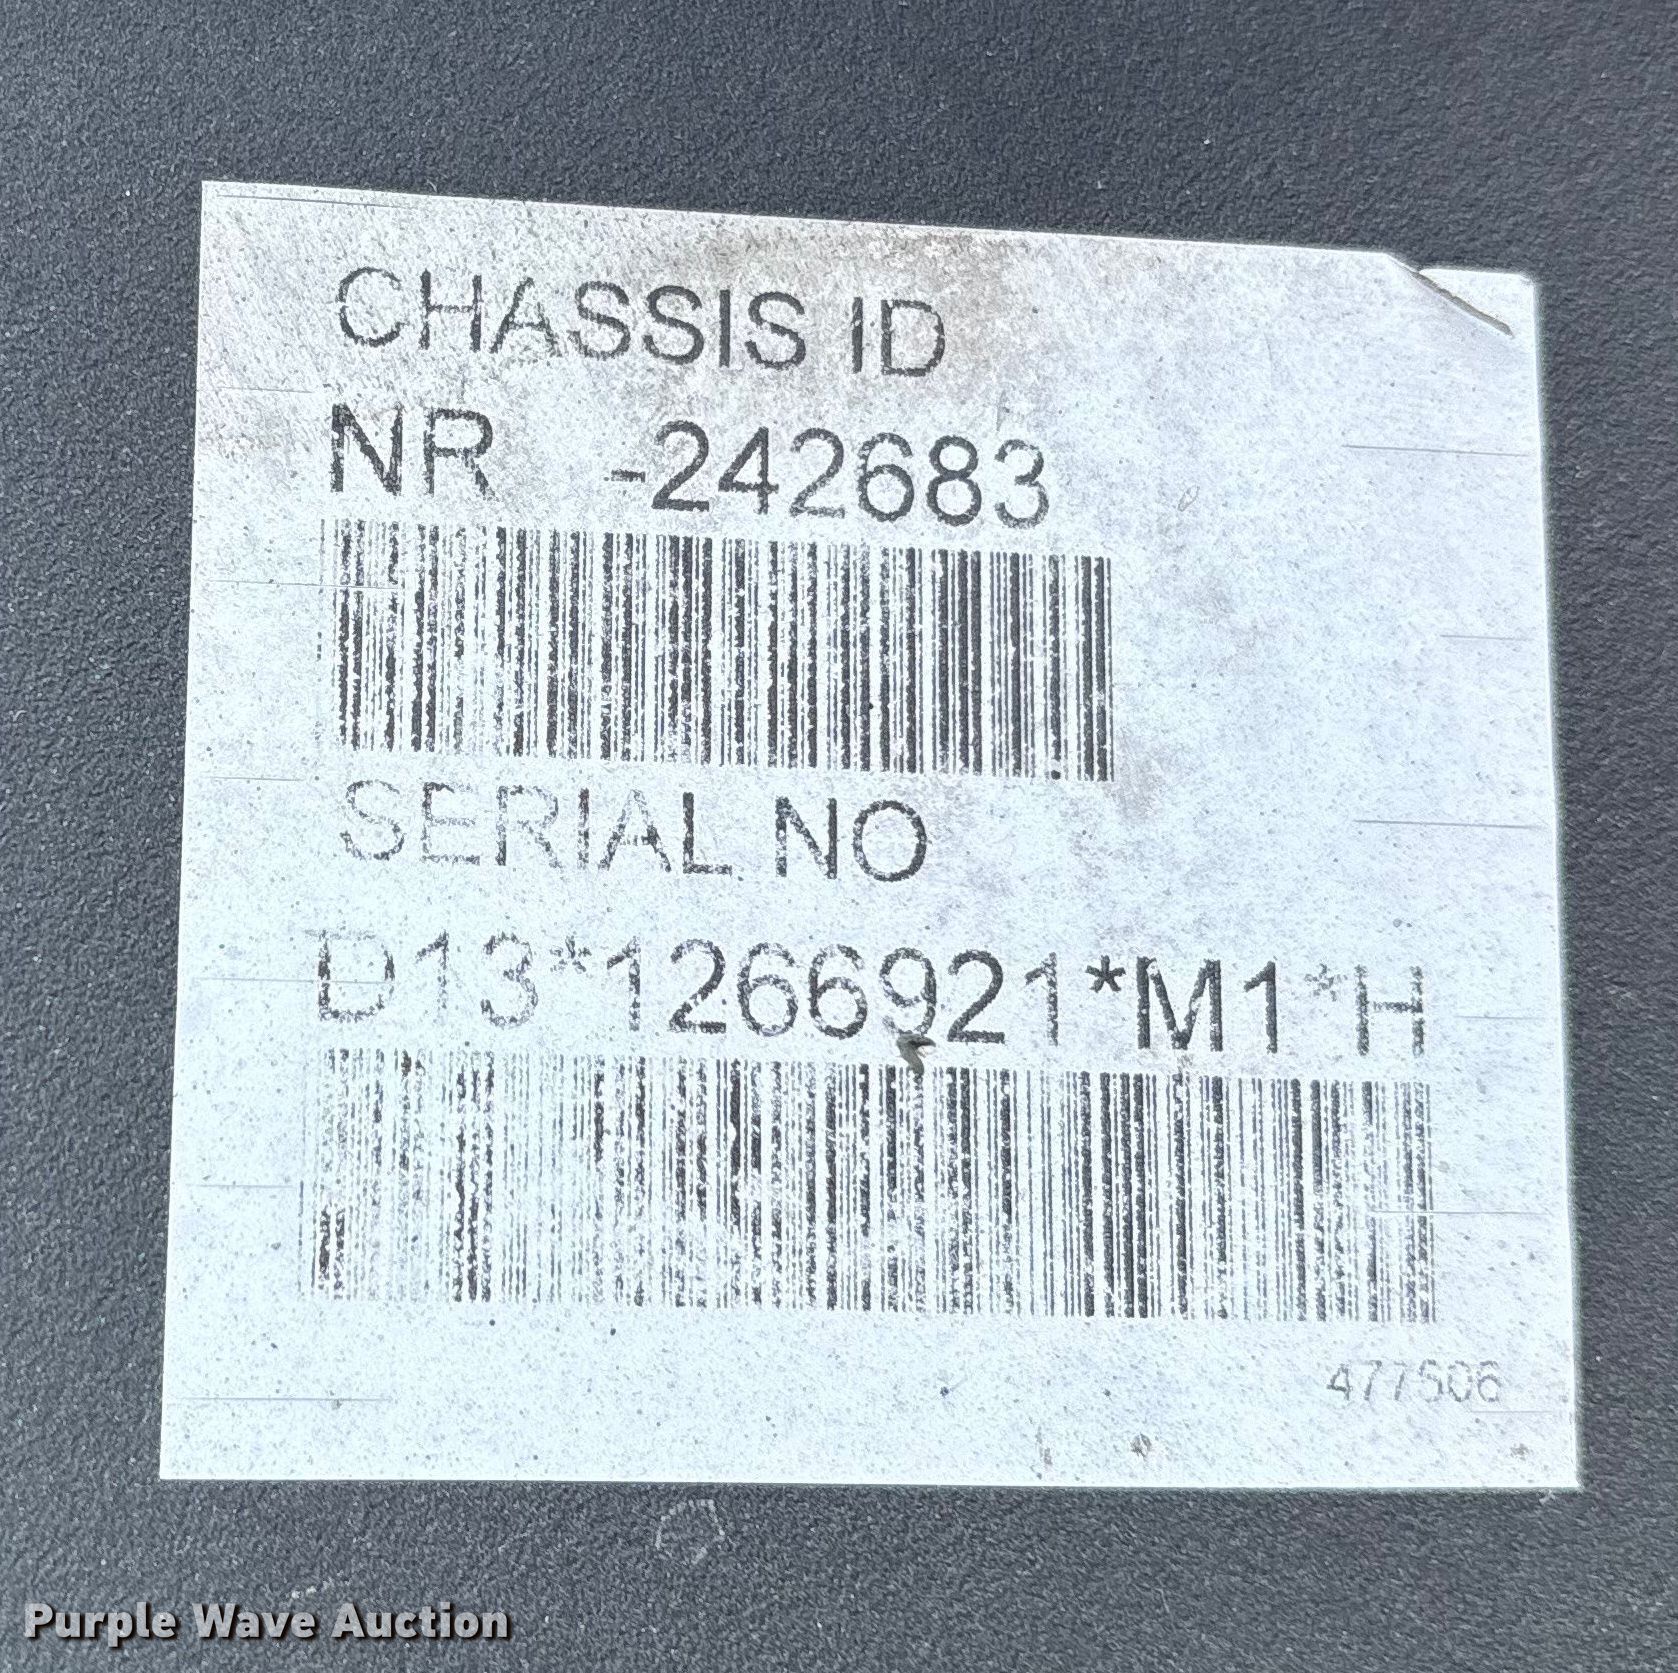 CHASSIS ID
NR -242683
SERIAL NO
D13*1266921*M1*H
477506
Purple Wave Auction